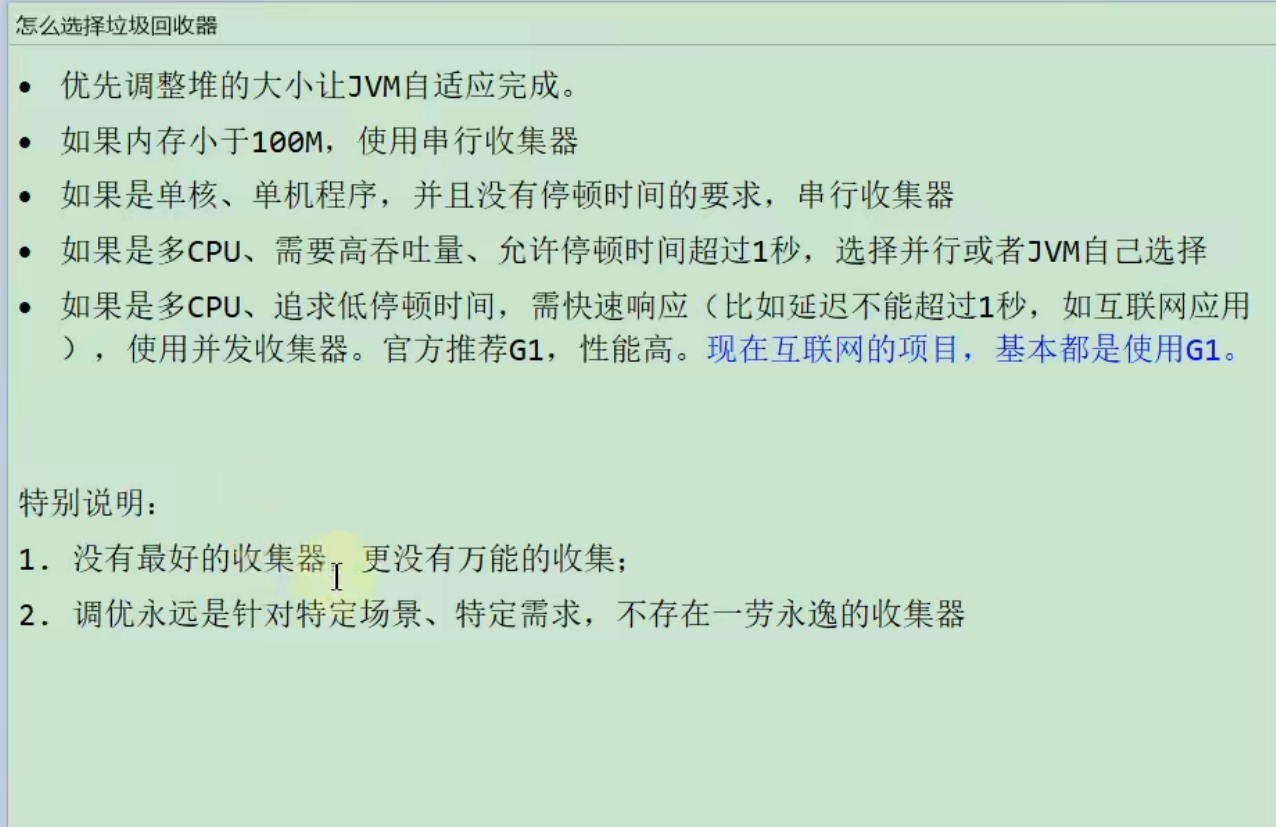 怎么选择垃圾回收器
• 优先调整堆的大小让JVM自适应完成。
• 如果内存小于100M，使用串行收集器
• 如果是单核、单机程序，并且没有停顿时间的要求，串行收集器
• 如果是多CPU、需要高吞吐量、允许停顿时间超过1秒，选择并行或者JVM自己选择
• 如果是多CPU、追求低停顿时间，需快速响应（比如延迟不能超过1秒，如互联网应用
），使用并发收集器。官方推荐G1，性能高。现在互联网的项目，基本都是使用G1。
特别说明：
1. 没有最好的收集器，更没有万能的收集；
2. 调优永远是针对特定场景、特定需求，不存在一劳永逸的收集器